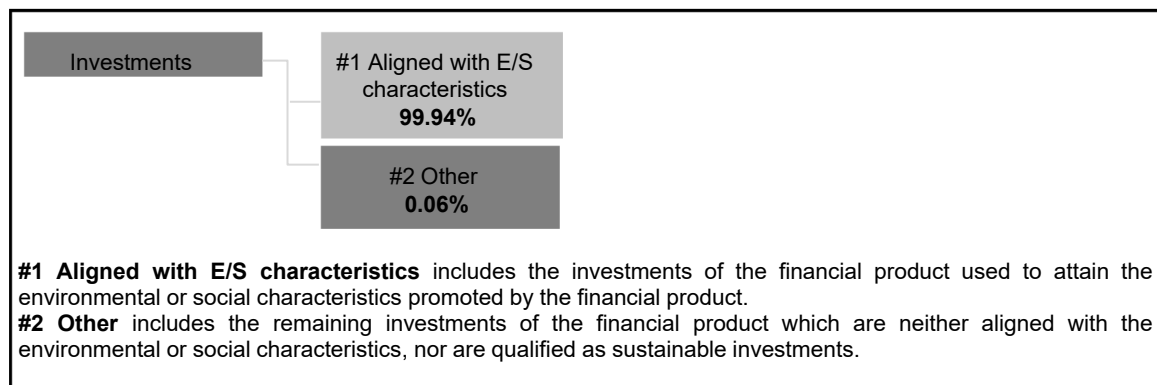 Investments
#1 Aligned with E/S
characteristics
99.94%
#2 Other
0.06%
#1 Aligned with E/S characteristics includes the investments of the financial product used to attain the
environmental or social characteristics promoted by the financial product.
#2 Other includes the remaining investments of the financial product which are neither aligned with the
environmental or social characteristics, nor are qualified as sustainable investments.